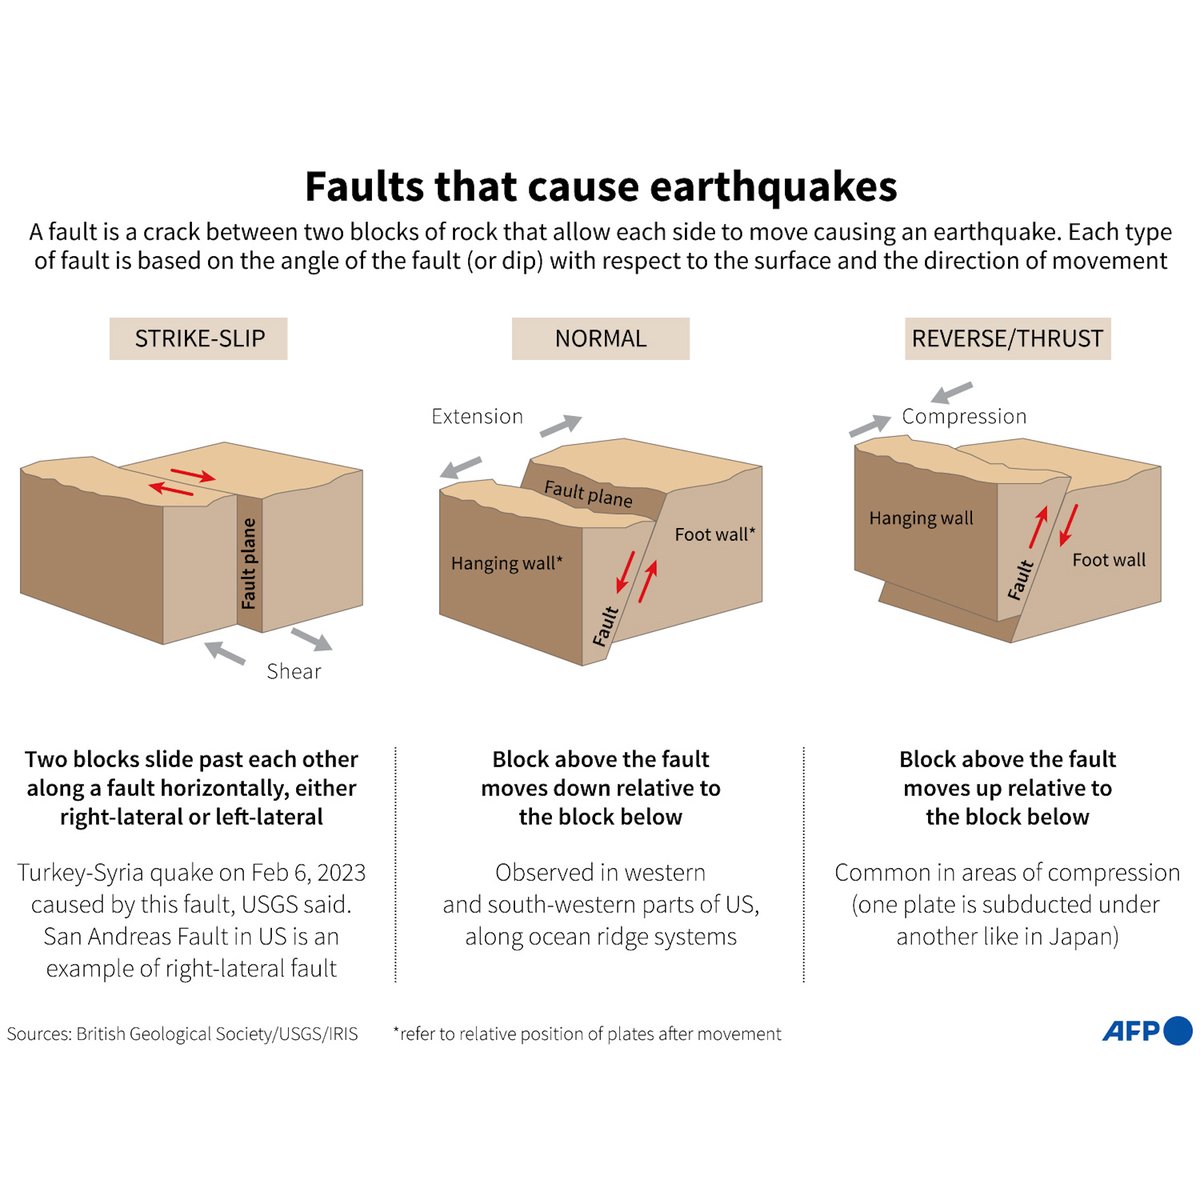 Faults that cause earthquakes
A fault is a crack between two blocks of rock that allow each side to move causing an earthquake. Each type
of fault is based on the angle of the fault (or dip) with respect to the surface and the direction of movement
STRIKE-SLIP
Fault plane
Shear
Two blocks slide past each other
along a fault horizontally, either
right-lateral or left-lateral
Turkey-Syria quake on Feb 6, 2023
caused by this fault, USGS said.
San Andreas Fault in US is an
example of right-lateral fault
NORMAL
Extension
Fault plane
Foot wall*
Hanging wall*
Fault
Block above the fault
moves down relative to
the block below
Observed in western
and south-western parts of US,
along ocean ridge systems
REVERSE/THRUST
Compression
Hanging wall
Foot wall
Fault
Block above the fault
moves up relative to
the block below
Common in areas of compression
(one plate is subducted under
another like in Japan)
Sources: British Geological Society/USGS/IRIS
*refer to relative position of plates after movement
AFP